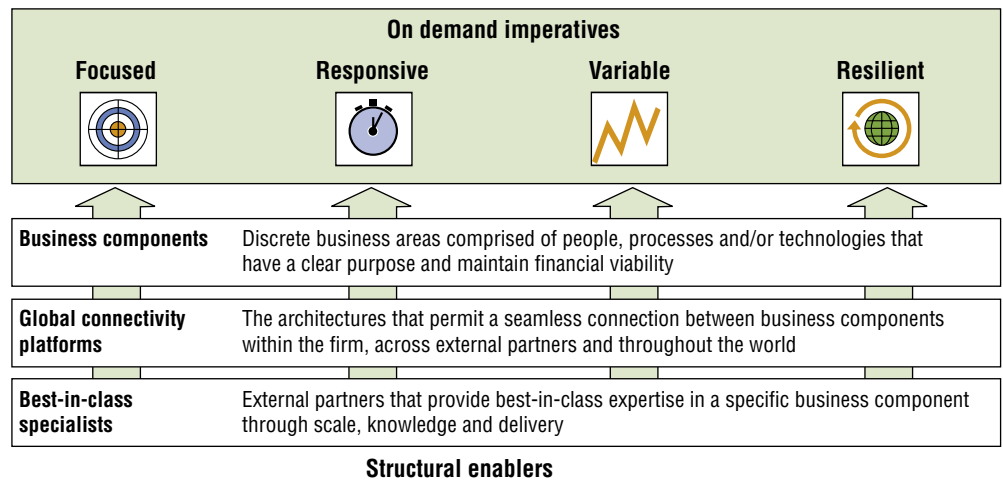 On demand imperatives
Focused Responsive Variable Resilient
Business components
Discrete business areas comprised of people, processes and/or technologies that
have a clear purpose and maintain financial viability
Global connectivity
platforms
The architectures that permit a seamless connection between business components
within the firm, across external partners and throughout the world
Best-in-class
specialists
External partners that provide best-in-class expertise in a specific business component
through scale, knowledge and delivery
Structural enablers